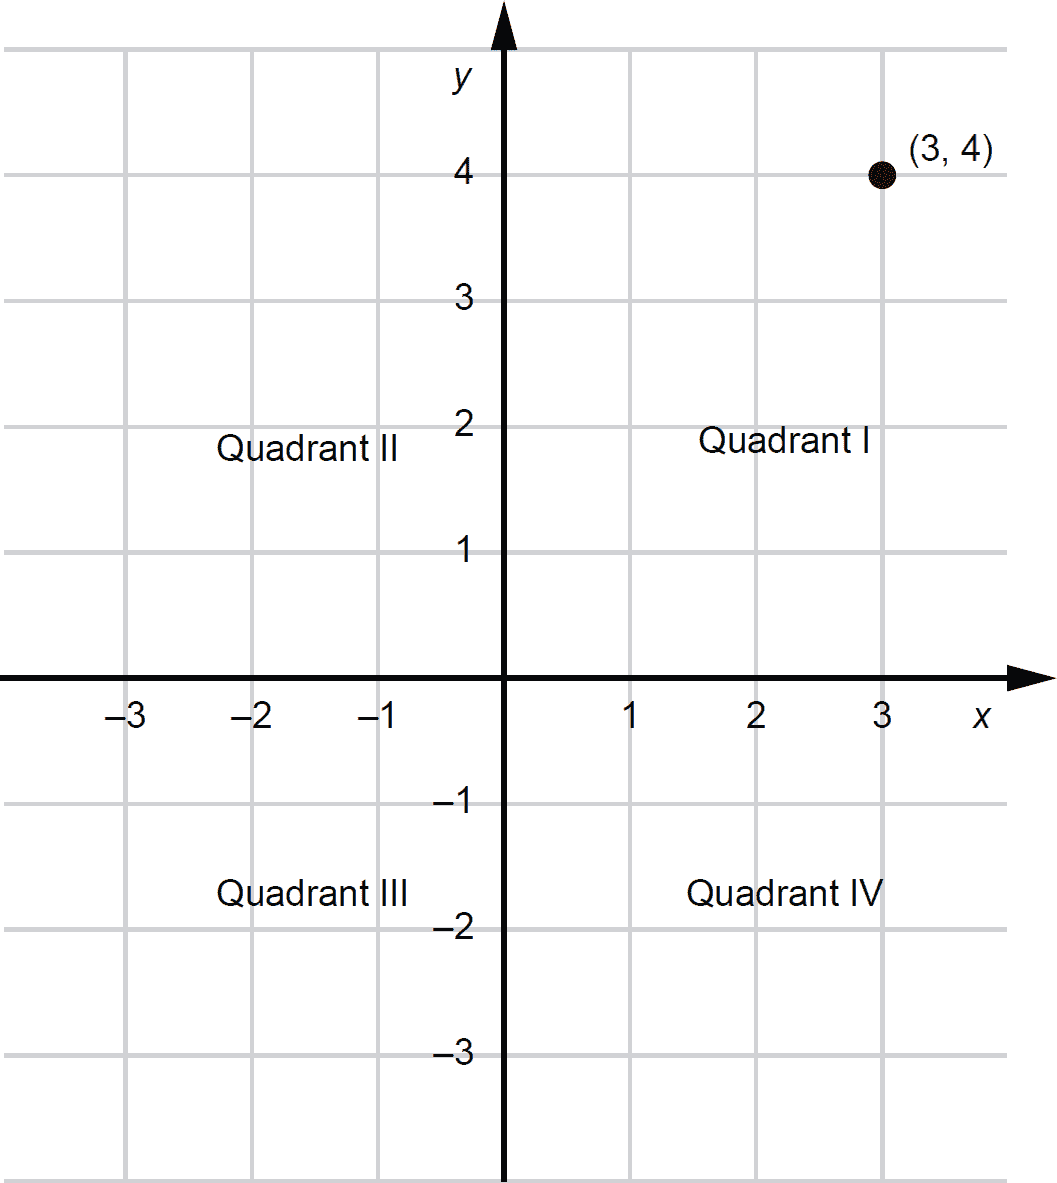 y
(3, 4)
4
3
2
Quadrant II
Quadrant I
1
–3 –2 –1 1 2 3 x
–1
Quadrant III
Quadrant IV
–2
–3